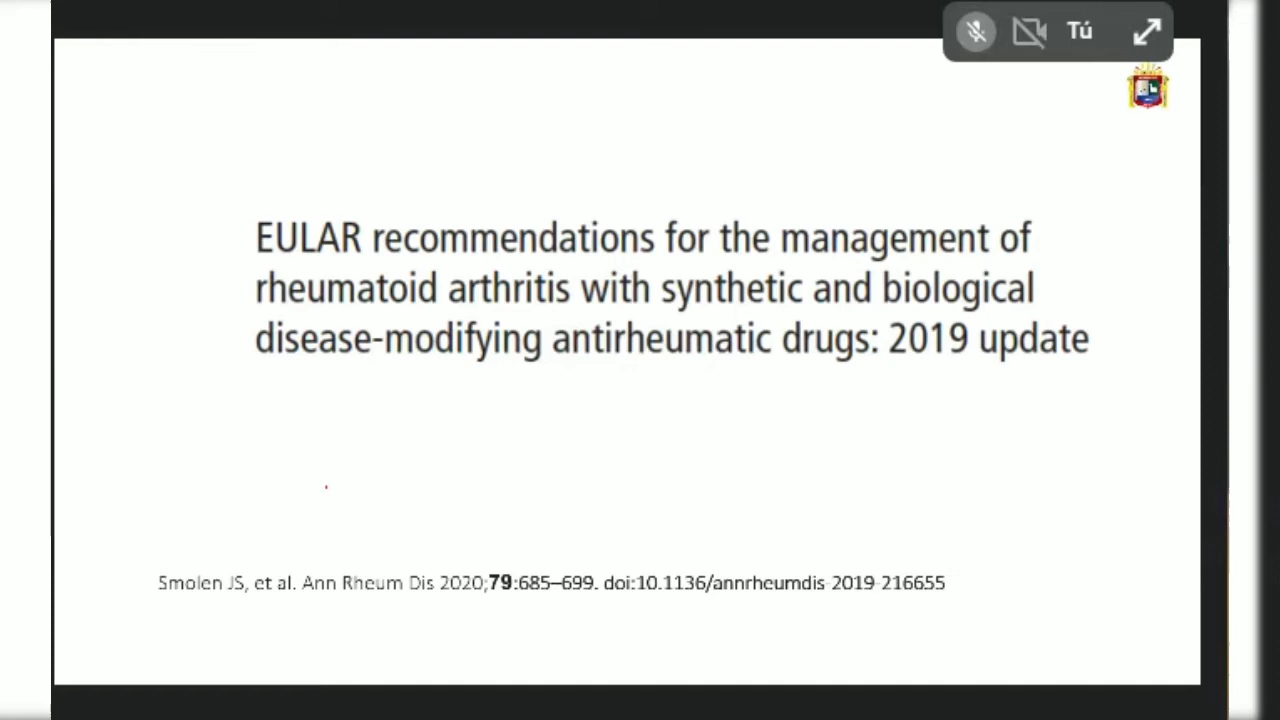 Tú
EULAR recommendations for the management of
rheumatoid arthritis with synthetic and biological
disease-modifying antirheumatic drugs: 2019 update
Smolen JS, et al. Ann Rheum Dis 2020;79:685–699. doi:10.1136/annrheumdis-2019-216655